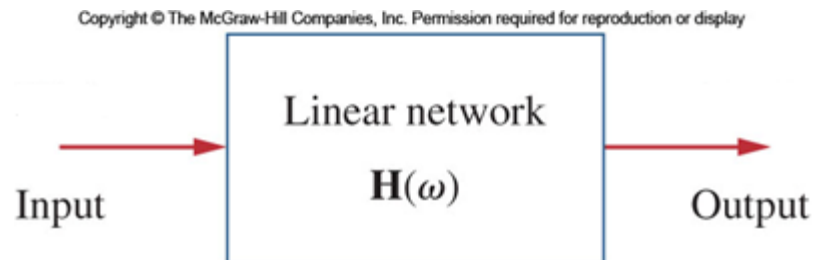 Copyright © The McGraw-Hill Companies, Inc. Permission required for reproduction or display
Linear network
H(ω)
Input
Output